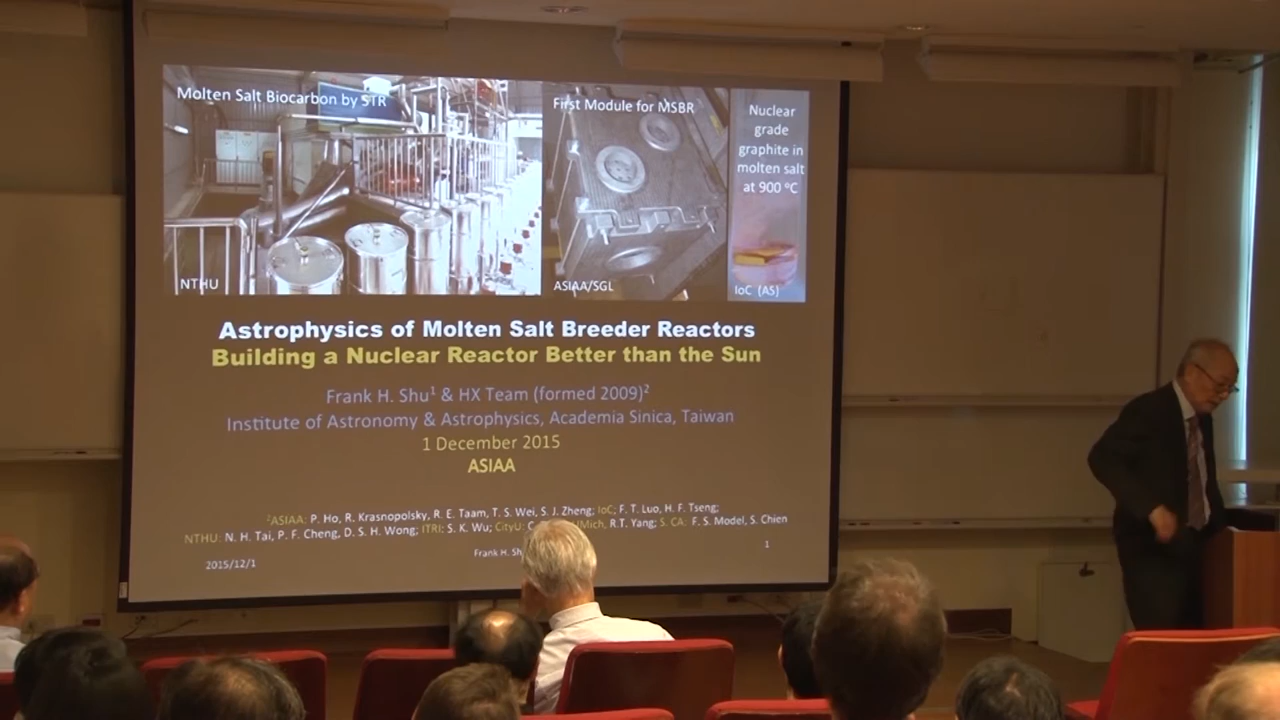 Molten Salt Biocarbon by STR
NTHU
First Module for MSBR
ASIAA/SGL
Nuclear
grade
graphite in
molten salt
at 900 ºC
IoC (AS)
Astrophysics of Molten Salt Breeder Reactors
Building a Nuclear Reactor Better than the Sun
Frank H. Shu¹ & HX Team (formed 2009)²
Institute of Astronomy & Astrophysics, Academia Sinica, Taiwan
1 December 2015
ASIAA
²ASIAA: P. Ho, R. Krasnopolsky, R. E. Taam, T. S. Wei, S. J. Zheng; IoC; F. T. Luo, H. F. Tseng;
NTHU: N. H. Tai, P. F. Cheng, D. S. H. Wong; ITRI: S. K. Wu; CityU: UMich, R.T. Yang; S. CA: F. S. Model, S. Chien
2015/12/1
Frank H. Sh
1